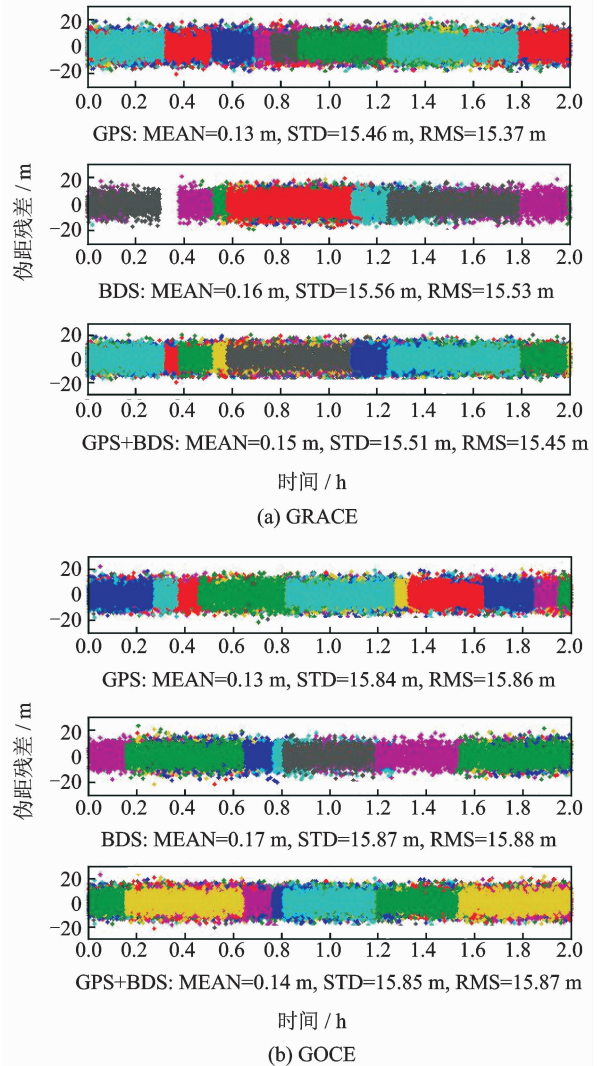 20
0
−20
0.0 0.2 0.4 0.6 0.8 1.0 1.2 1.4 1.6 1.8 2.0
GPS: MEAN=0.13 m, STD=15.46 m, RMS=15.37 m
伪距残差 / m
20
0
−20
0.0 0.2 0.4 0.6 0.8 1.0 1.2 1.4 1.6 1.8 2.0
BDS: MEAN=0.16 m, STD=15.56 m, RMS=15.53 m
20
0
−20
0.0 0.2 0.4 0.6 0.8 1.0 1.2 1.4 1.6 1.8 2.0
GPS+BDS: MEAN=0.15 m, STD=15.51 m, RMS=15.45 m
时间 / h
(a) GRACE
20
0
−20
0.0 0.2 0.4 0.6 0.8 1.0 1.2 1.4 1.6 1.8 2.0
GPS: MEAN=0.13 m, STD=15.84 m, RMS=15.86 m
伪距残差 / m
20
0
−20
0.0 0.2 0.4 0.6 0.8 1.0 1.2 1.4 1.6 1.8 2.0
BDS: MEAN=0.17 m, STD=15.87 m, RMS=15.88 m
20
0
−20
0.0 0.2 0.4 0.6 0.8 1.0 1.2 1.4 1.6 1.8 2.0
GPS+BDS: MEAN=0.14 m, STD=15.85 m, RMS=15.87 m
时间 / h
(b) GOCE